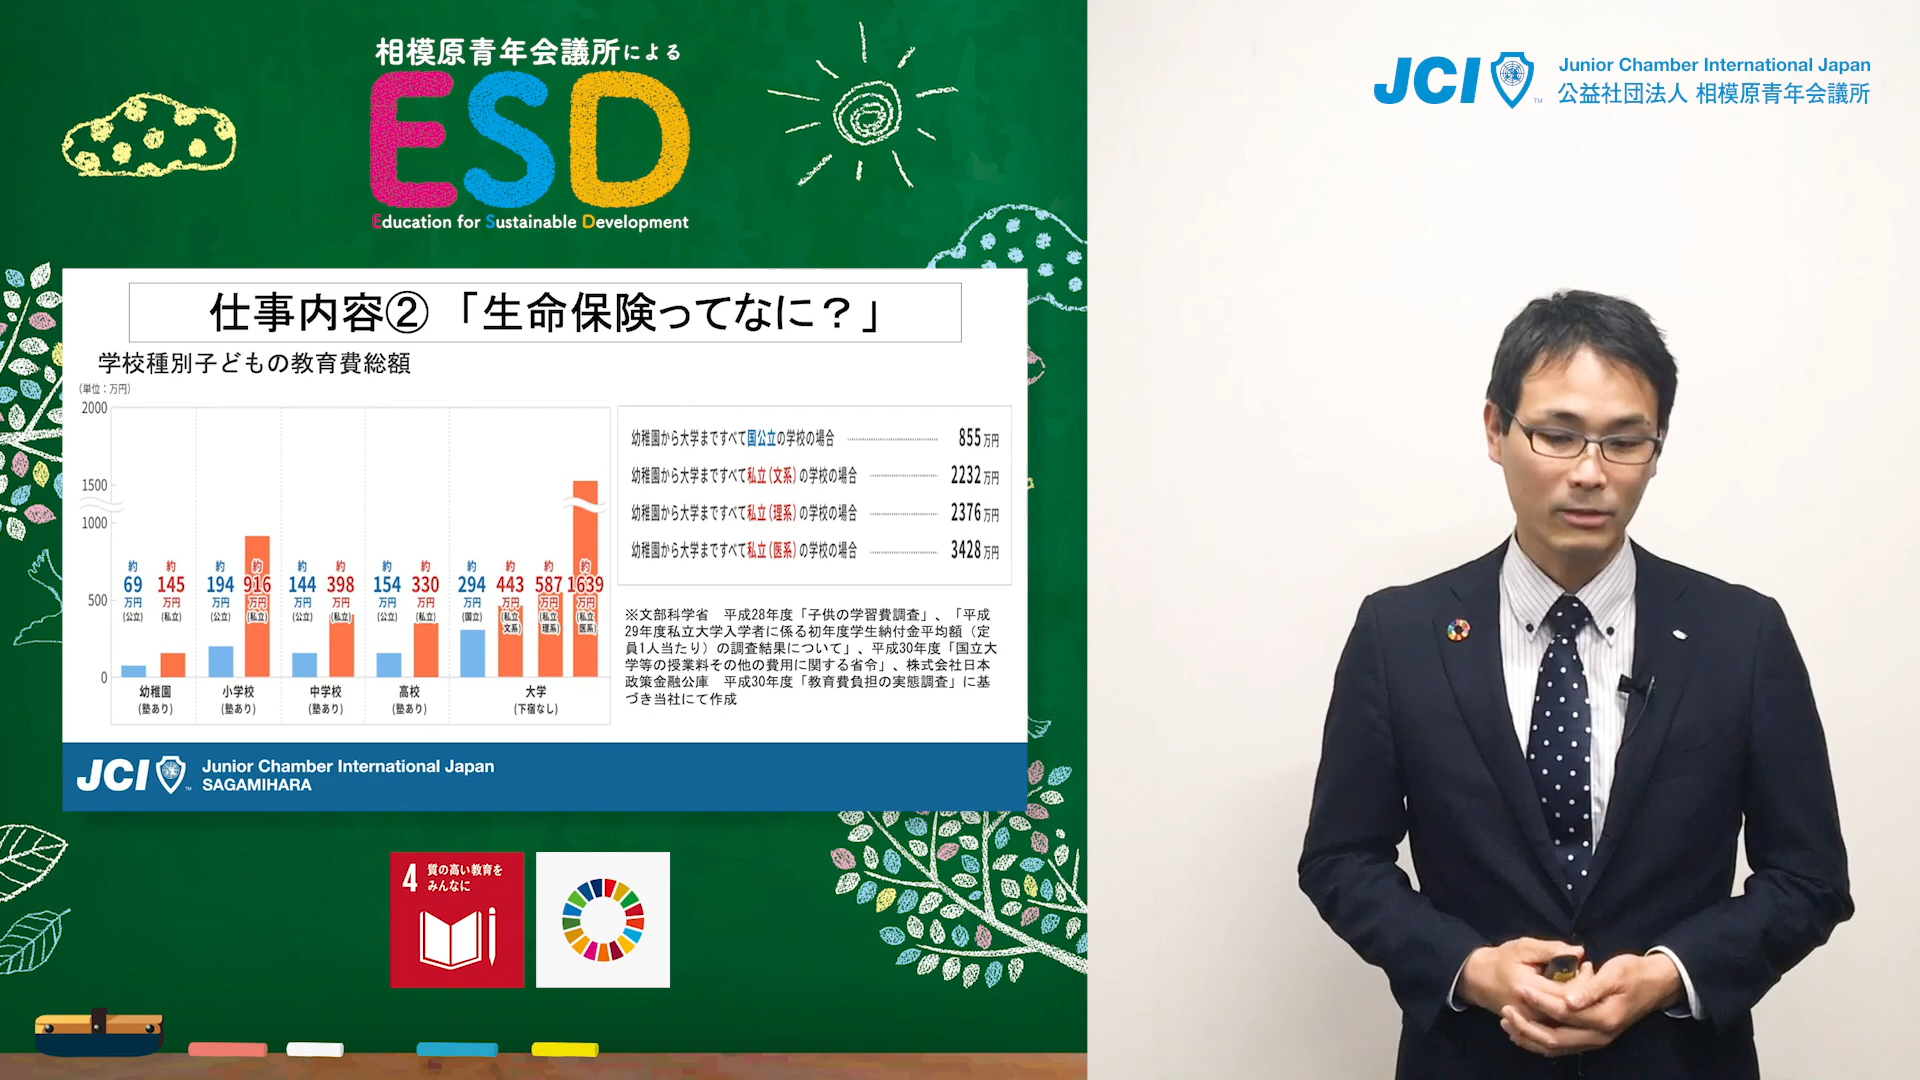 相模原青年会議所による
ESD
Education for Sustainable Development
JCI
Junior Chamber International Japan
公益社団法人 相模原青年会議所
仕事内容②「生命保険ってなに？」
学校種別子どもの教育費総額
(単位：万円)
2000
1500
1000
500
0
約 69 万円 (公立)
約 145 万円 (私立)
約 194 万円 (公立)
約 916 万円 (私立)
約 144 万円 (公立)
約 398 万円 (私立)
約 154 万円 (公立)
約 330 万円 (私立)
約 294 万円 (国立)
約 443 万円 (私立 文系)
約 587 万円 (私立 理系)
約 1639 万円 (私立 医系)
幼稚園 (塾あり)
小学校 (塾あり)
中学校 (塾あり)
高校 (塾あり)
大学 (下宿なし)
幼稚園から大学まですべて国公立の学校の場合 855万円
幼稚園から大学まですべて私立(文系)の学校の場合 2232万円
幼稚園から大学まですべて私立(理系)の学校の場合 2376万円
幼稚園から大学まですべて私立(医系)の学校の場合 3428万円
※文部科学省　平成28年度「子供の学習費調査」、「平成
29年度私立大学入学者に係る初年度学生納付金平均額（定
員1人当たり）の調査結果について」、平成30年度「国立大
学等の授業料その他の費用に関する省令」、株式会社日本
政策金融公庫　平成30年度「教育費負担の実態調査」に基
づき当社にて作成
JCI
Junior Chamber International Japan
SAGAMIHARA
4 質の高い教育を
みんなに